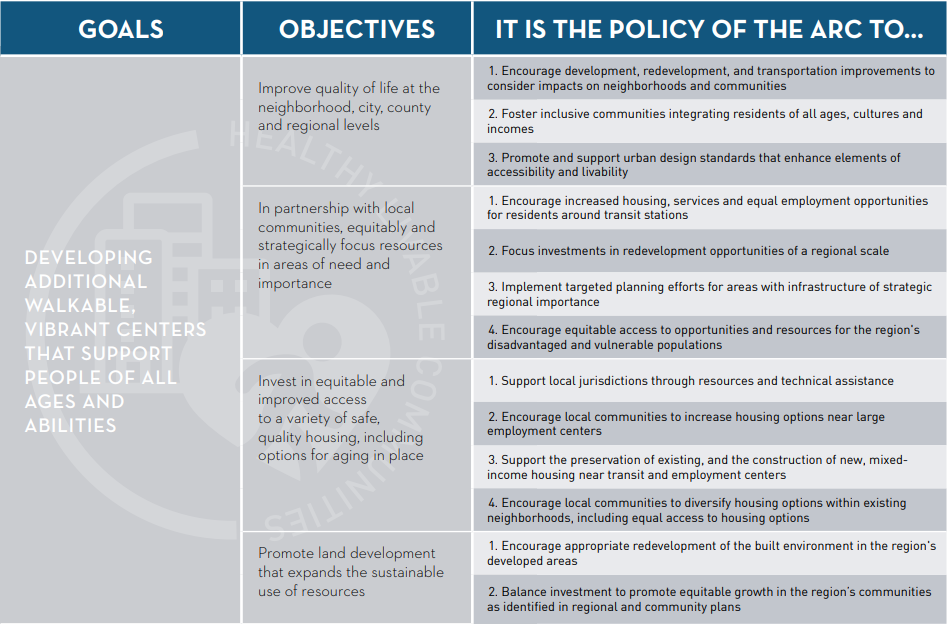 GOALS
OBJECTIVES
IT IS THE POLICY OF THE ARC TO...
DEVELOPING
ADDITIONAL
WALKABLE,
VIBRANT CENTERS
THAT SUPPORT
PEOPLE OF ALL
AGES AND
ABILITIES
HEALTHY LIVABLE COMMUNITIES
Improve quality of life at the
neighborhood, city, county
and regional levels
1. Encourage development, redevelopment, and transportation improvements to
consider impacts on neighborhoods and communities
2. Foster inclusive communities integrating residents of all ages, cultures and
incomes
3. Promote and support urban design standards that enhance elements of
accessibility and livability
In partnership with local
communities, equitably and
strategically focus resources
in areas of need and
importance
1. Encourage increased housing, services and equal employment opportunities
for residents around transit stations
2. Focus investments in redevelopment opportunities of a regional scale
3. Implement targeted planning efforts for areas with infrastructure of strategic
regional importance
4. Encourage equitable access to opportunities and resources for the region's
disadvantaged and vulnerable populations
Invest in equitable and
improved access
to a variety of safe,
quality housing, including
options for aging in place
1. Support local jurisdictions through resources and technical assistance
2. Encourage local communities to increase housing options near large
employment centers
3. Support the preservation of existing, and the construction of new, mixed-
income housing near transit and employment centers
4. Encourage local communities to diversify housing options within existing
neighborhoods, including equal access to housing options
Promote land development
that expands the sustainable
use of resources
1. Encourage appropriate redevelopment of the built environment in the region's
developed areas
2. Balance investment to promote equitable growth in the region's communities
as identified in regional and community plans